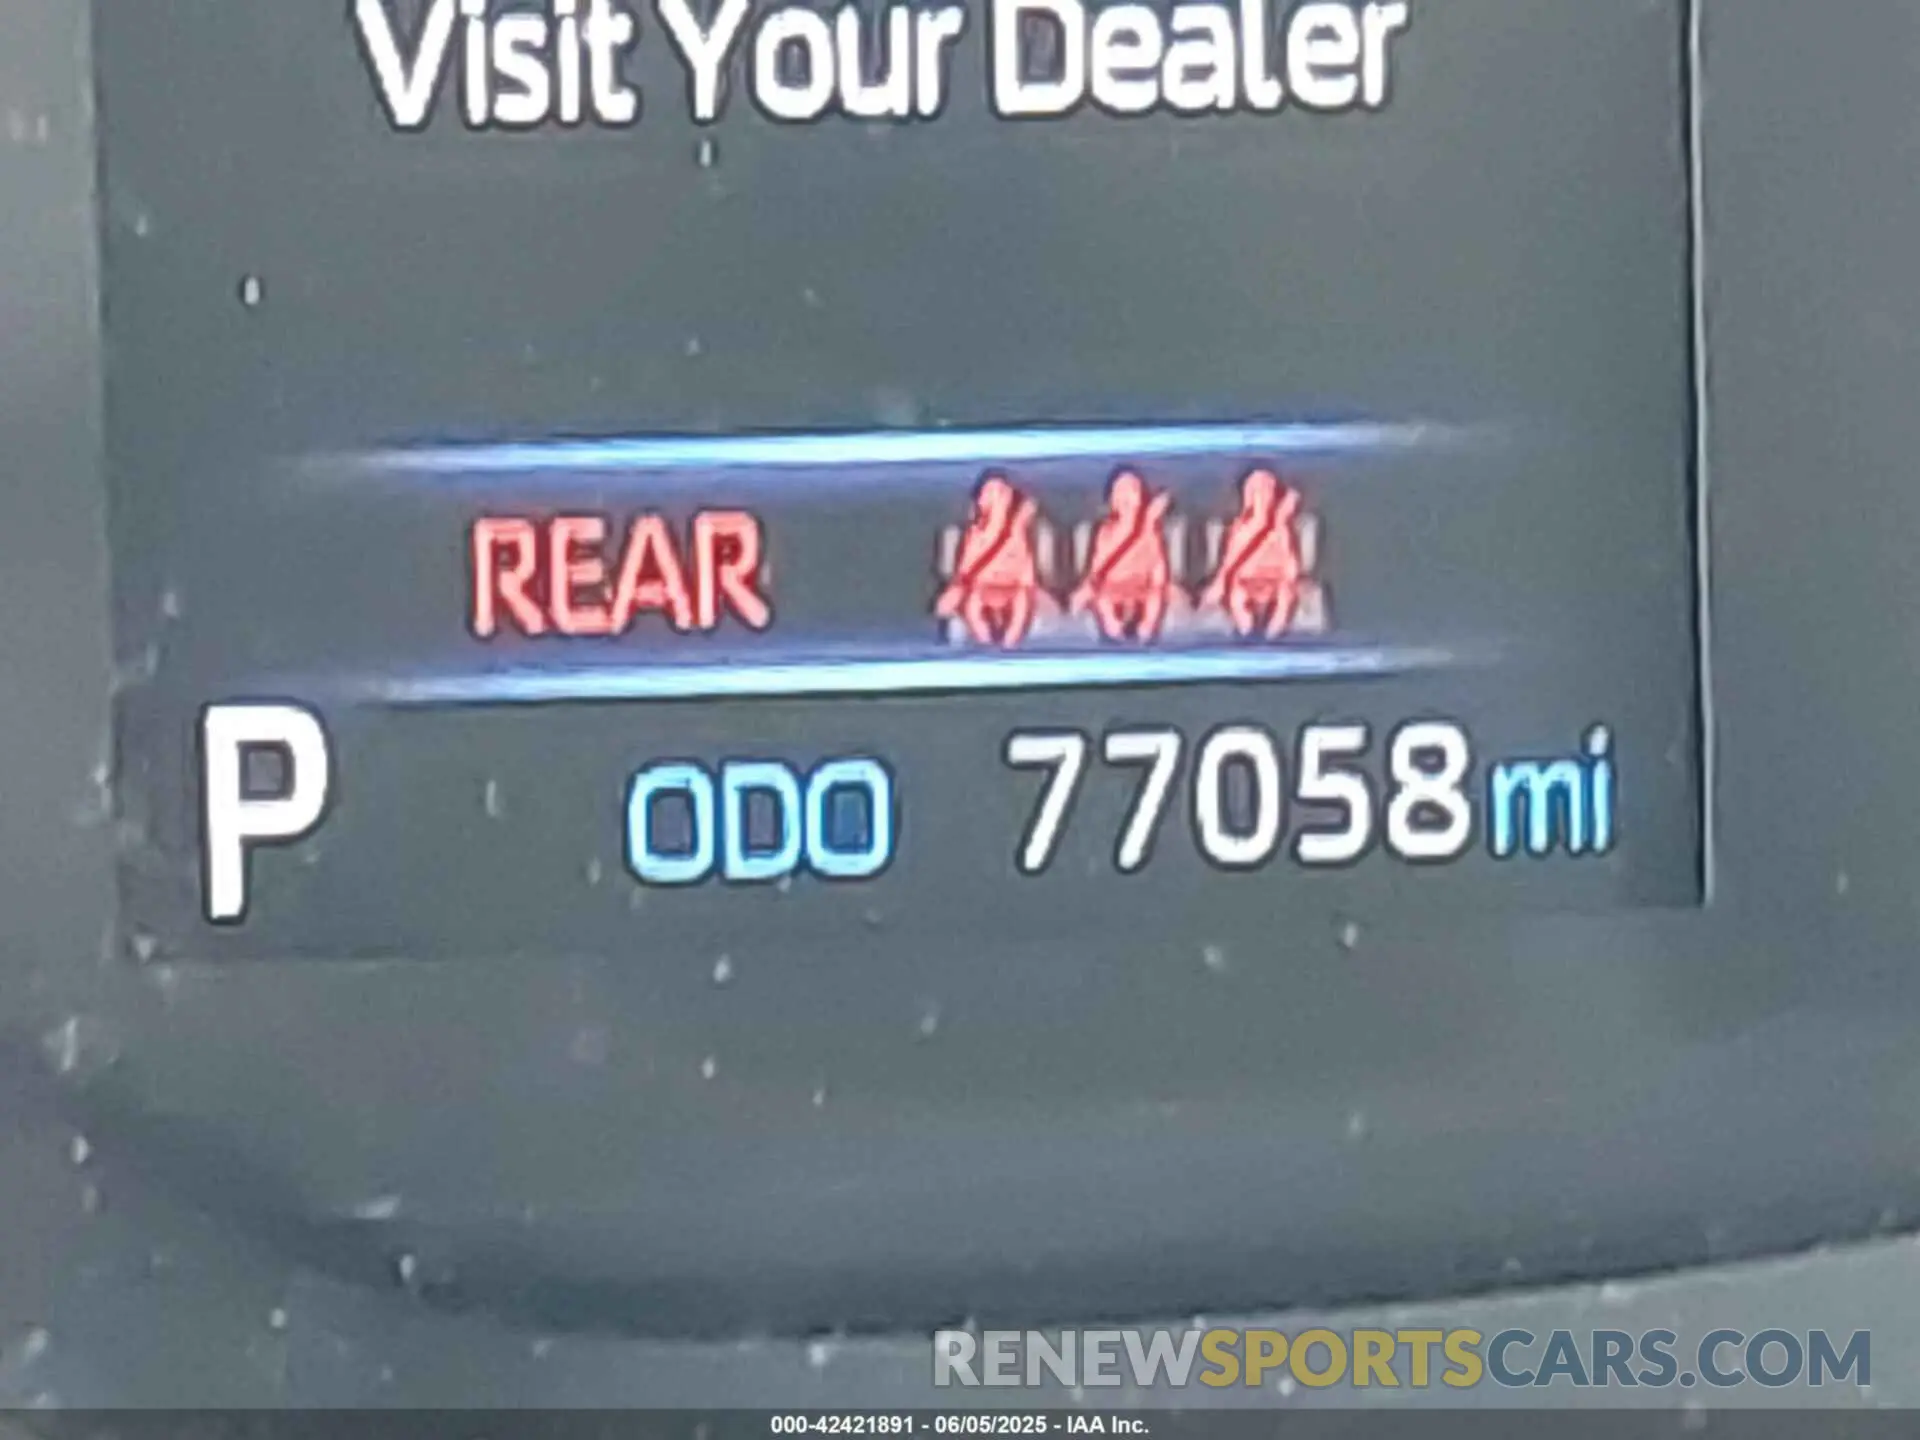 Visit Your Dealer
REAR
P ODO 77058 mi
RENEWSPORTSCARS.COM
000-42421891 - 06/05/2025 - IAA Inc.